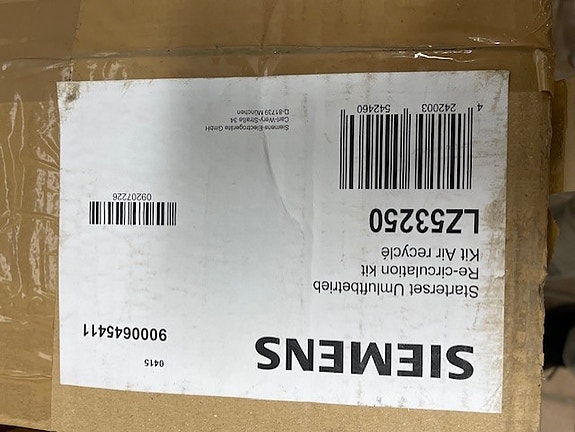 SIEMENS
0415
9000645411
Starterset Umluftbetrieb
Re-circulation kit
Kit Air recyclé
LZ53250
09207226
4 242003 542460
Siemens-Electrogeräte GmbH
Carl-Wery-Straße 34
D-81739 München